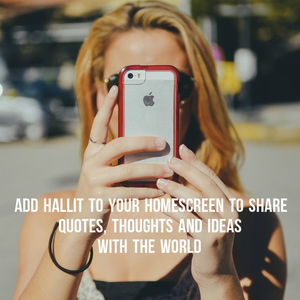 ADD HALLIT TO YOUR HOMESCREEN TO SHARE
QUOTES, THOUGHTS AND IDEAS
WITH THE WORLD